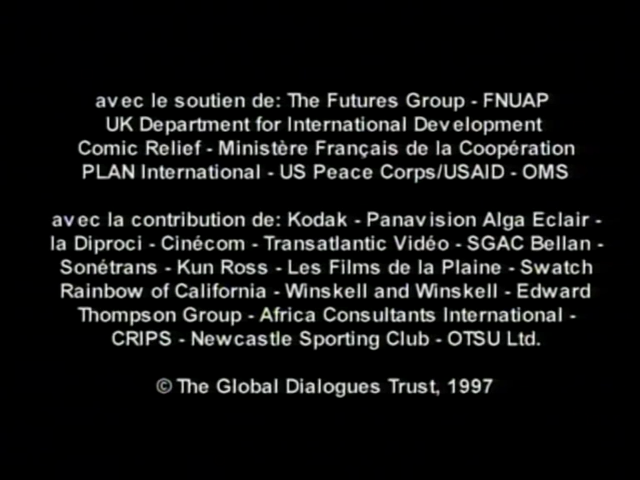 avec le soutien de: The Futures Group - FNUAP
UK Department for International Development
Comic Relief - Ministère Français de la Coopération
PLAN International - US Peace Corps/USAID - OMS
avec la contribution de: Kodak - Panavision Alga Eclair -
la Diproci - Cinécom - Transatlantic Vidéo - SGAC Bellan -
Sonétrans - Kun Ross - Les Films de la Plaine - Swatch
Rainbow of California - Winskell and Winskell - Edward
Thompson Group - Africa Consultants International -
CRIPS - Newcastle Sporting Club - OTSU Ltd.
© The Global Dialogues Trust, 1997